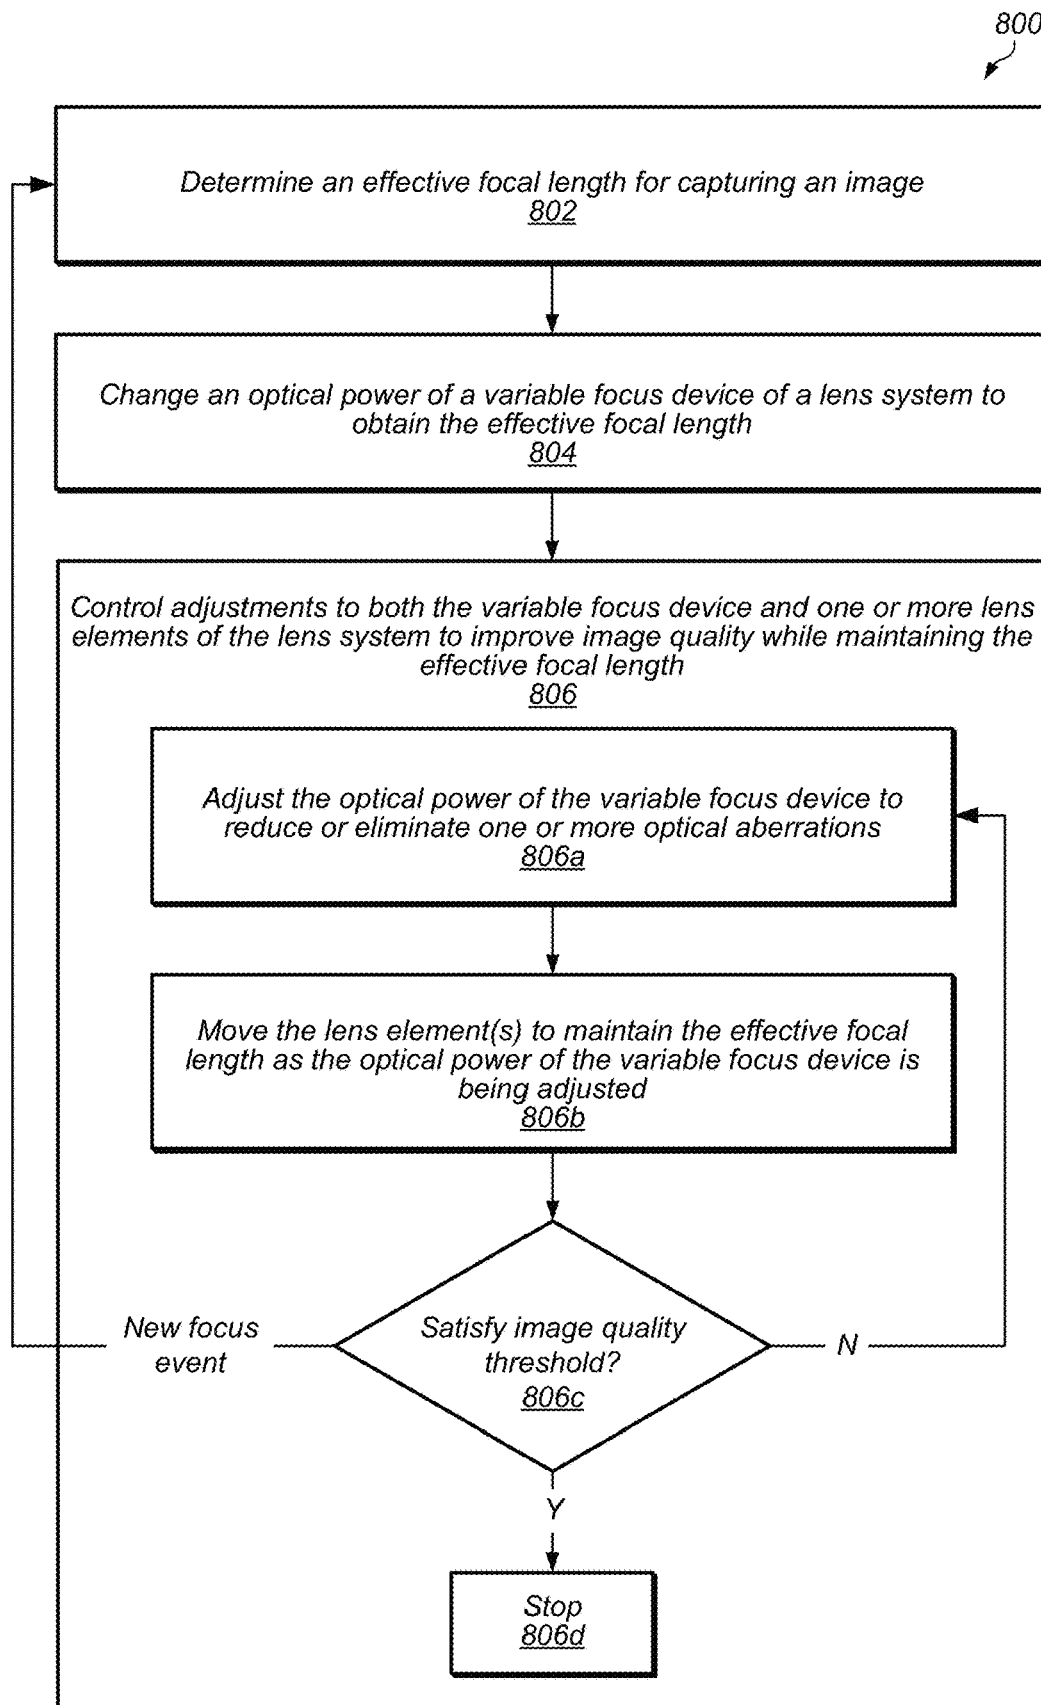 800
Determine an effective focal length for capturing an image
802
Change an optical power of a variable focus device of a lens system to
obtain the effective focal length
804
Control adjustments to both the variable focus device and one or more lens
elements of the lens system to improve image quality while maintaining the
effective focal length
806
Adjust the optical power of the variable focus device to
reduce or eliminate one or more optical aberrations
806a
Move the lens element(s) to maintain the effective focal
length as the optical power of the variable focus device is
being adjusted
806b
New focus
event
Satisfy image quality
threshold?
806c
N
Y
Stop
806d